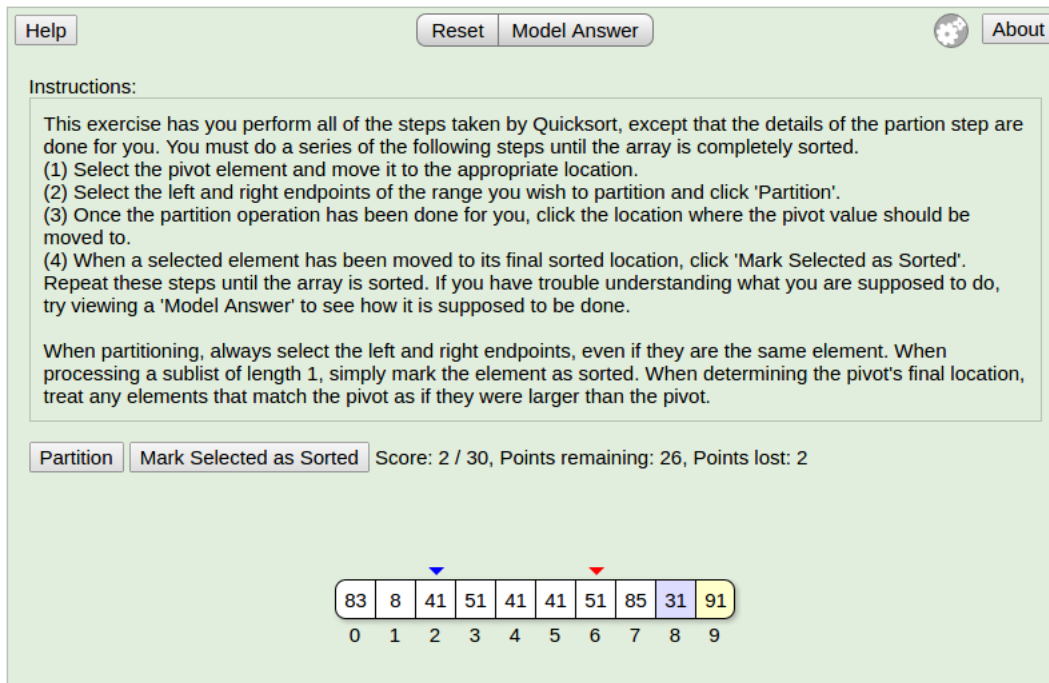 Help Reset Model Answer About
Instructions:
This exercise has you perform all of the steps taken by Quicksort, except that the details of the partion step are
done for you. You must do a series of the following steps until the array is completely sorted.
(1) Select the pivot element and move it to the appropriate location.
(2) Select the left and right endpoints of the range you wish to partition and click 'Partition'.
(3) Once the partition operation has been done for you, click the location where the pivot value should be
moved to.
(4) When a selected element has been moved to its final sorted location, click 'Mark Selected as Sorted'.
Repeat these steps until the array is sorted. If you have trouble understanding what you are supposed to do,
try viewing a 'Model Answer' to see how it is supposed to be done.
When partitioning, always select the left and right endpoints, even if they are the same element. When
processing a sublist of length 1, simply mark the element as sorted. When determining the pivot's final location,
treat any elements that match the pivot as if they were larger than the pivot.
Partition Mark Selected as Sorted Score: 2 / 30, Points remaining: 26, Points lost: 2
83 8 41 51 41 41 51 85 31 91
0 1 2 3 4 5 6 7 8 9